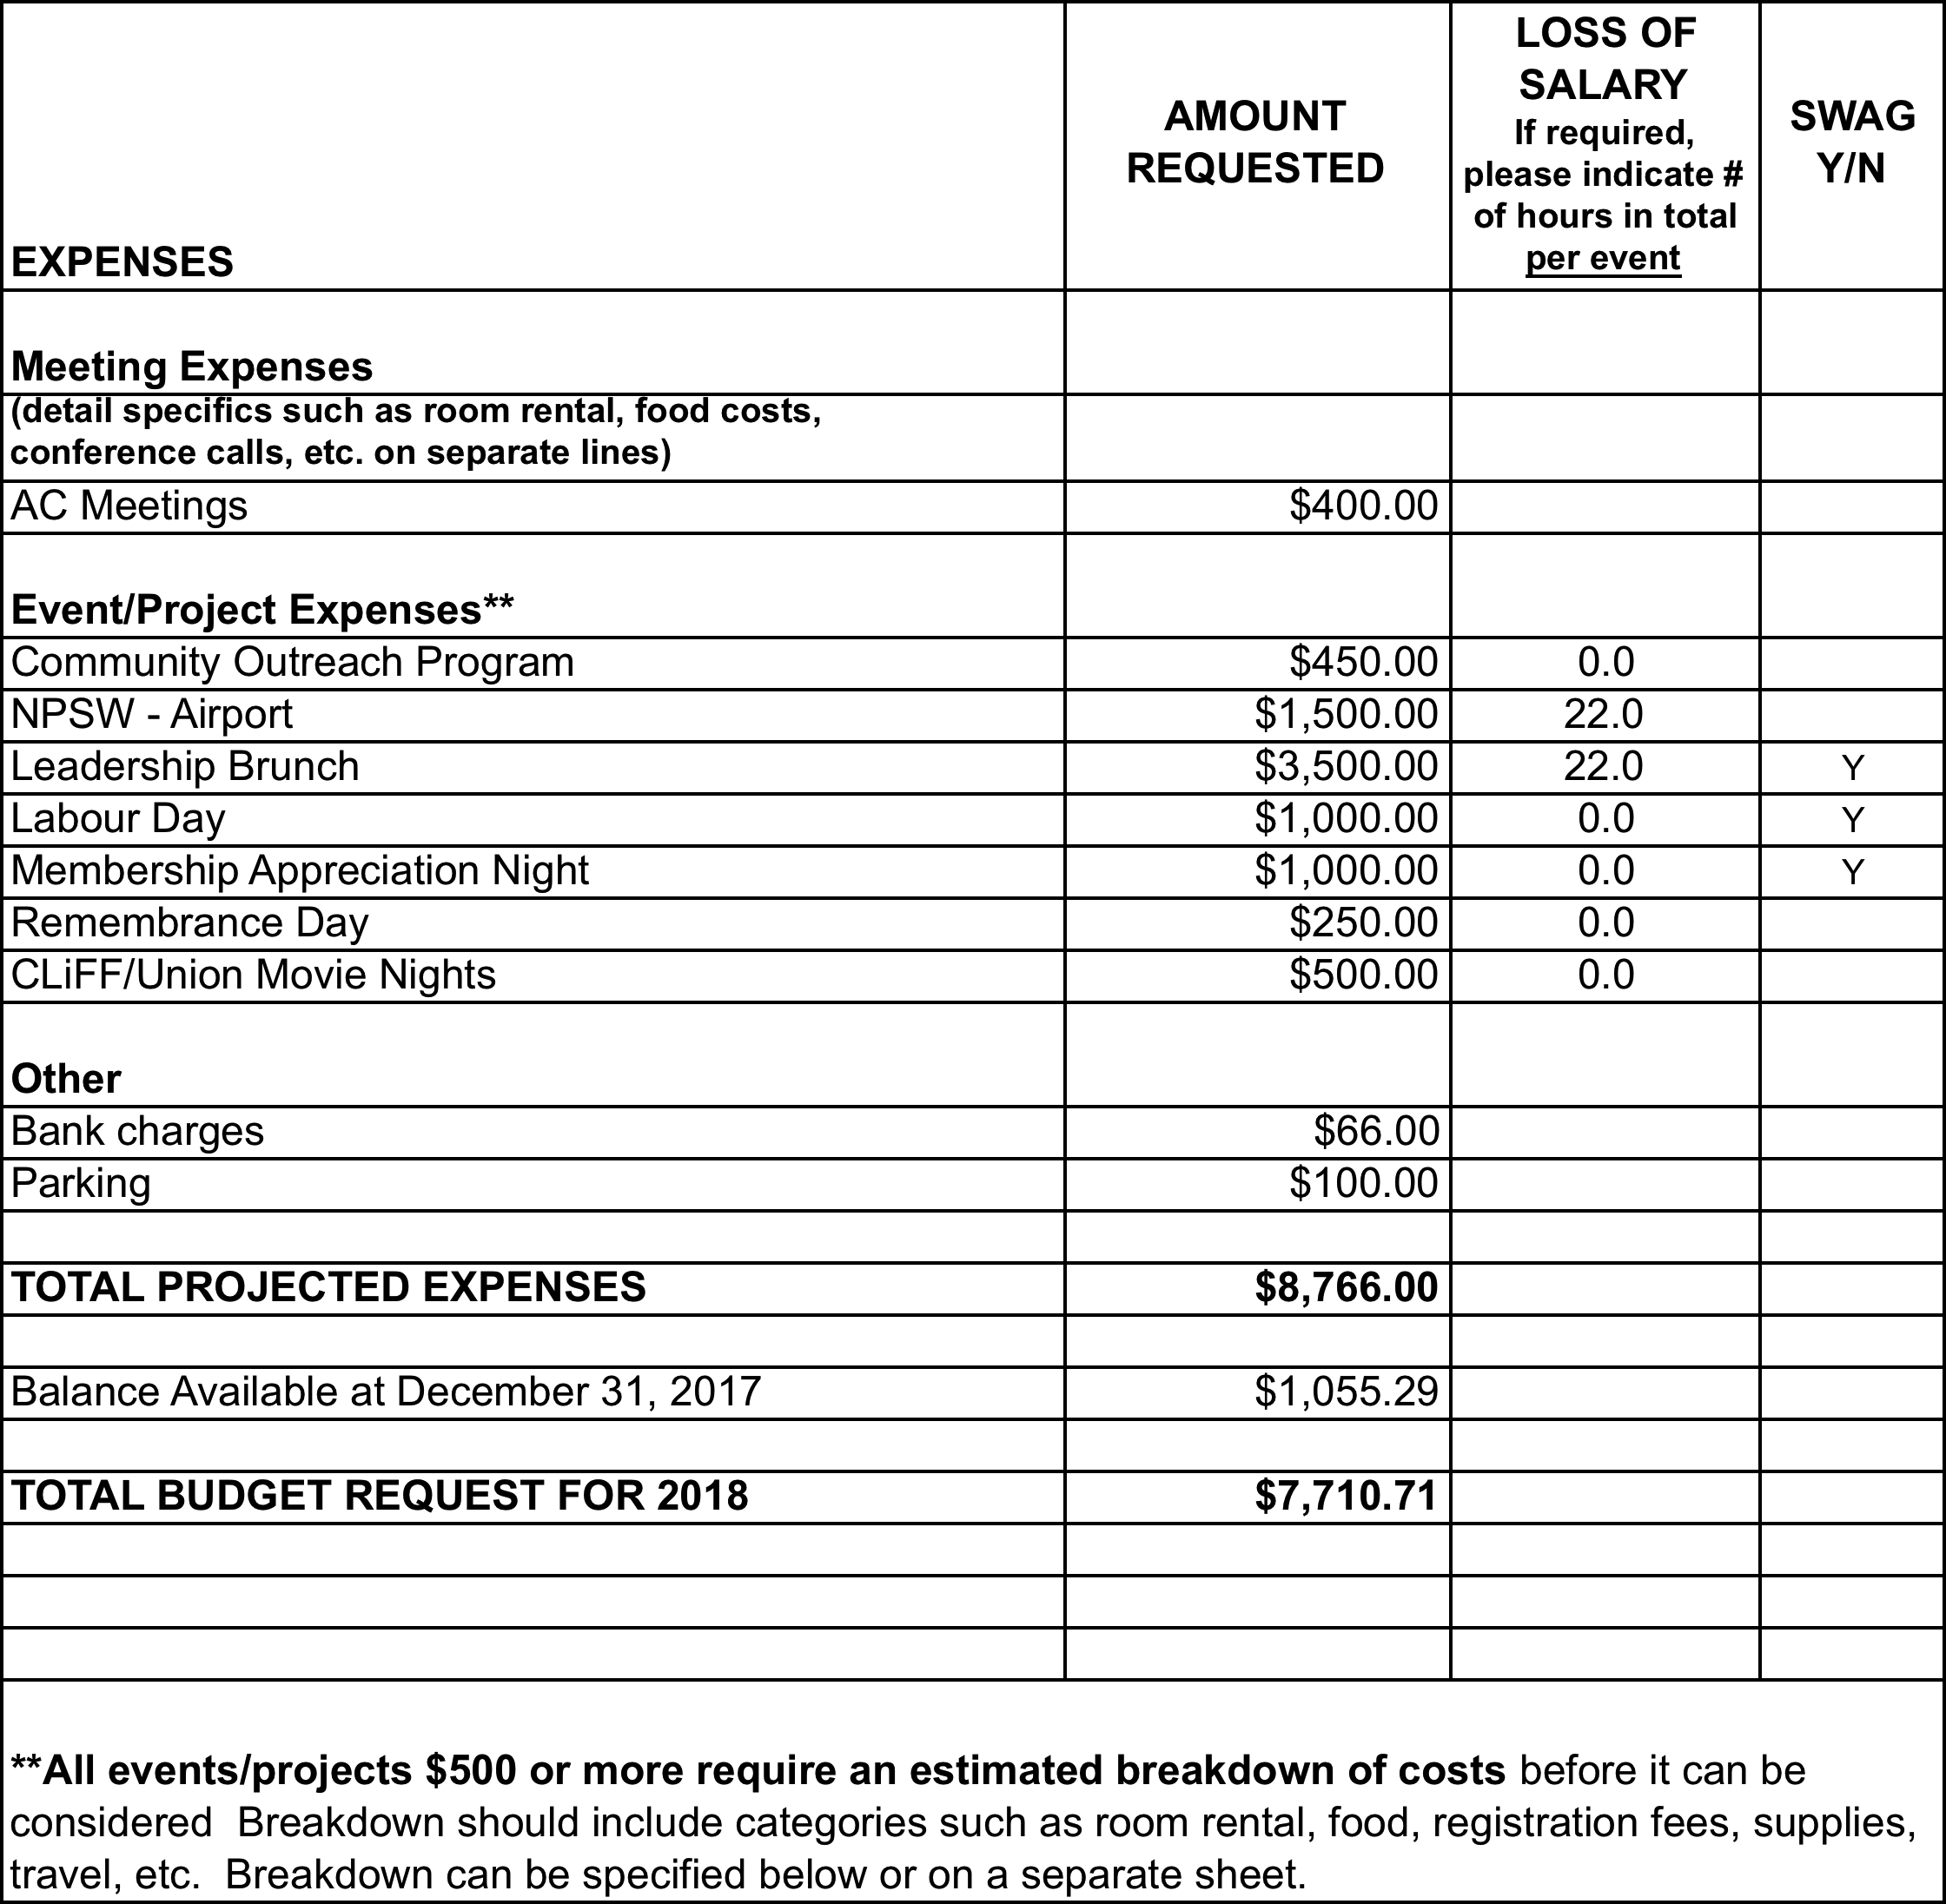 EXPENSES AMOUNT REQUESTED LOSS OF SALARY If required, please indicate # of hours in total per event SWAG Y/N
Meeting Expenses
(detail specifics such as room rental, food costs,
conference calls, etc. on separate lines)
AC Meetings $400.00
Event/Project Expenses**
Community Outreach Program $450.00 0.0
NPSW - Airport $1,500.00 22.0
Leadership Brunch $3,500.00 22.0 Y
Labour Day $1,000.00 0.0 Y
Membership Appreciation Night $1,000.00 0.0 Y
Remembrance Day $250.00 0.0
CLiFF/Union Movie Nights $500.00 0.0
Other
Bank charges $66.00
Parking $100.00
TOTAL PROJECTED EXPENSES $8,766.00
Balance Available at December 31, 2017 $1,055.29
TOTAL BUDGET REQUEST FOR 2018 $7,710.71
**All events/projects $500 or more require an estimated breakdown of costs before it can be
considered  Breakdown should include categories such as room rental, food, registration fees, supplies,
travel, etc.  Breakdown can be specified below or on a separate sheet.